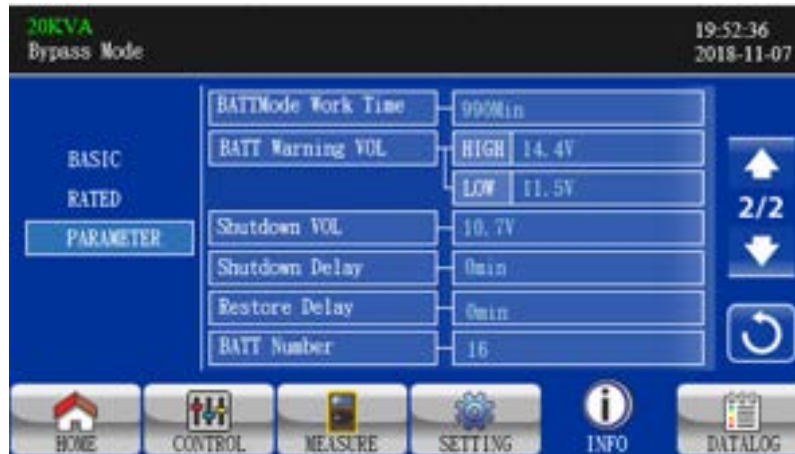 20KVA
19:52:36
Bypass Mode
2018-11-07
BATTMode Work Time
990Min
BATT Warning VOL
HIGH 14.4V
LOW 11.5V
BASIC
RATED
PARAMETER
Shutdown VOL
10.7V
Shutdown Delay
0min
Restore Delay
0min
BATT Number
16
2/2
HOME
CONTROL
MEASURE
SETTING
INFO
DATALOG